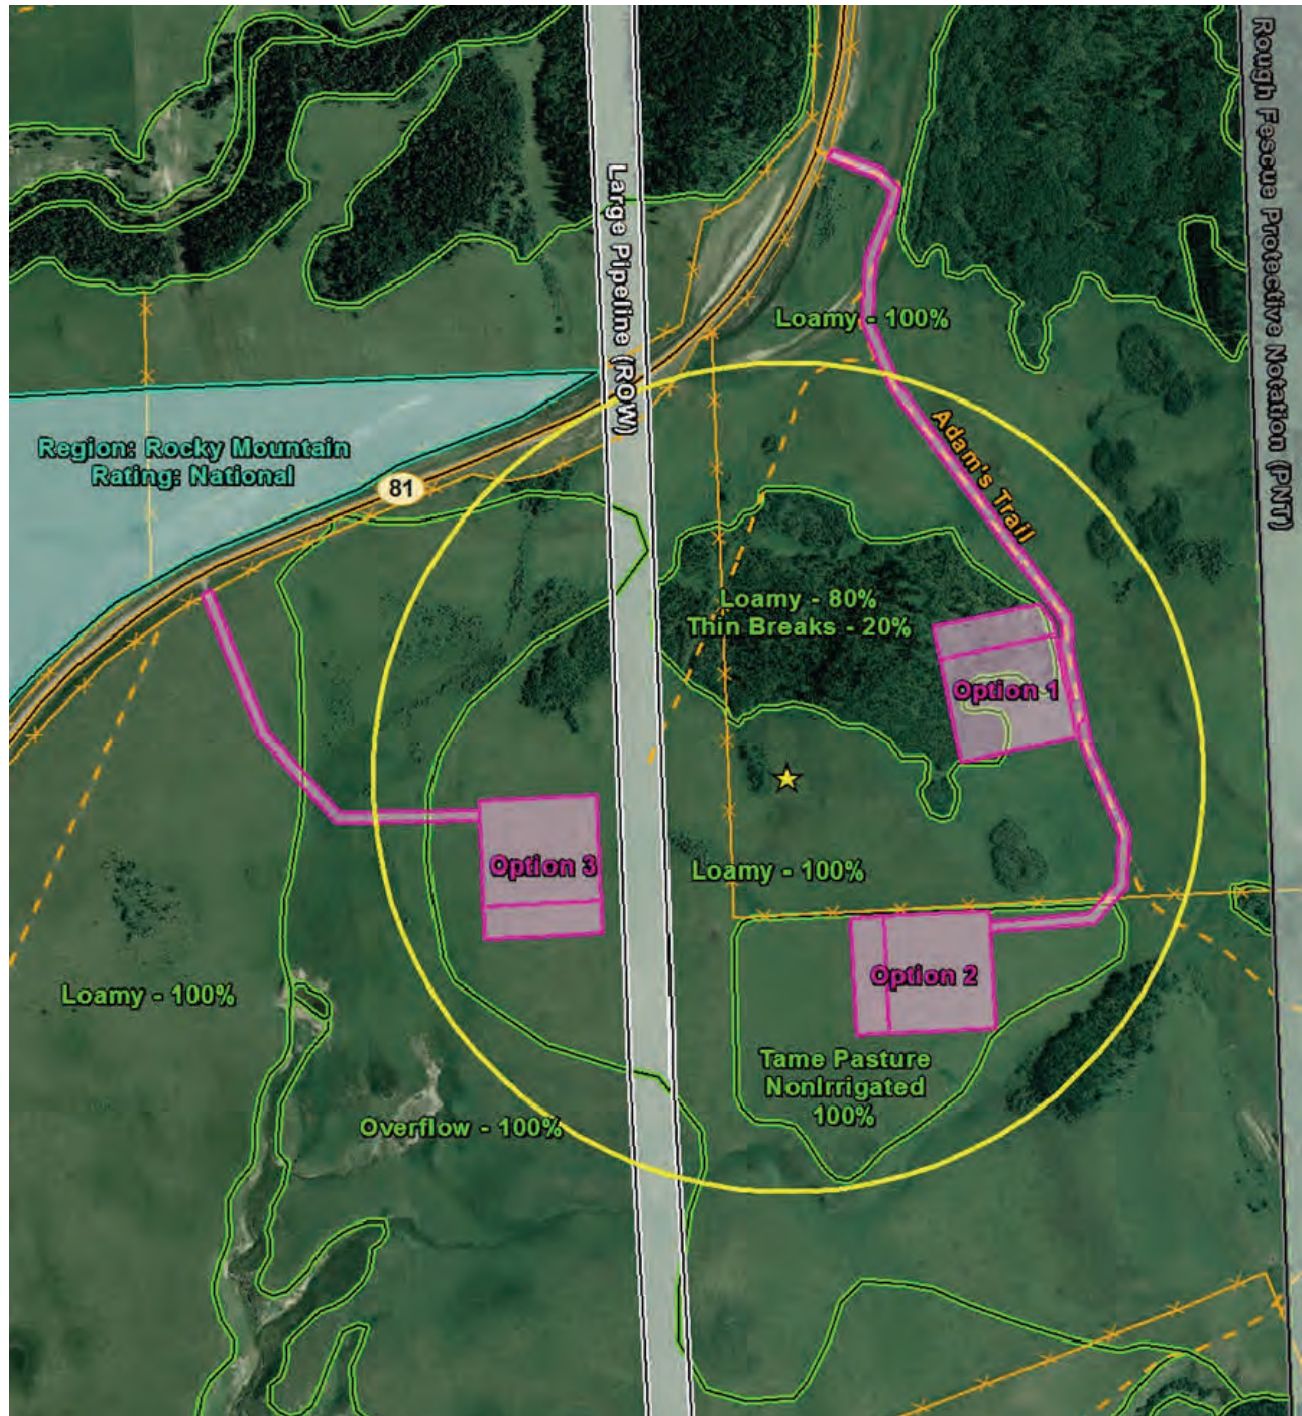 Rough Fescue Protective Notation (PNT)
Large Pipeline (ROW)
Loamy - 100%
Region: Rocky Mountain
Rating: National
81
Adam's Trail
Loamy - 80%
Thin Breaks - 20%
Option 1
Option 3
Loamy - 100%
Option 2
Loamy - 100%
Tame Pasture
NonIrrigated
100%
Overflow - 100%